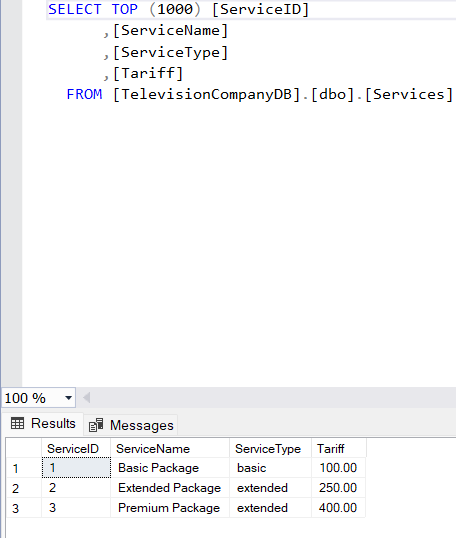 SELECT TOP (1000) [ServiceID]
,[ServiceName]
,[ServiceType]
,[Tariff]
FROM [TelevisionCompanyDB].[dbo].[Services]
100 %
Results Messages
ServiceID ServiceName ServiceType Tariff
1 1 Basic Package basic 100.00
2 2 Extended Package extended 250.00
3 3 Premium Package extended 400.00